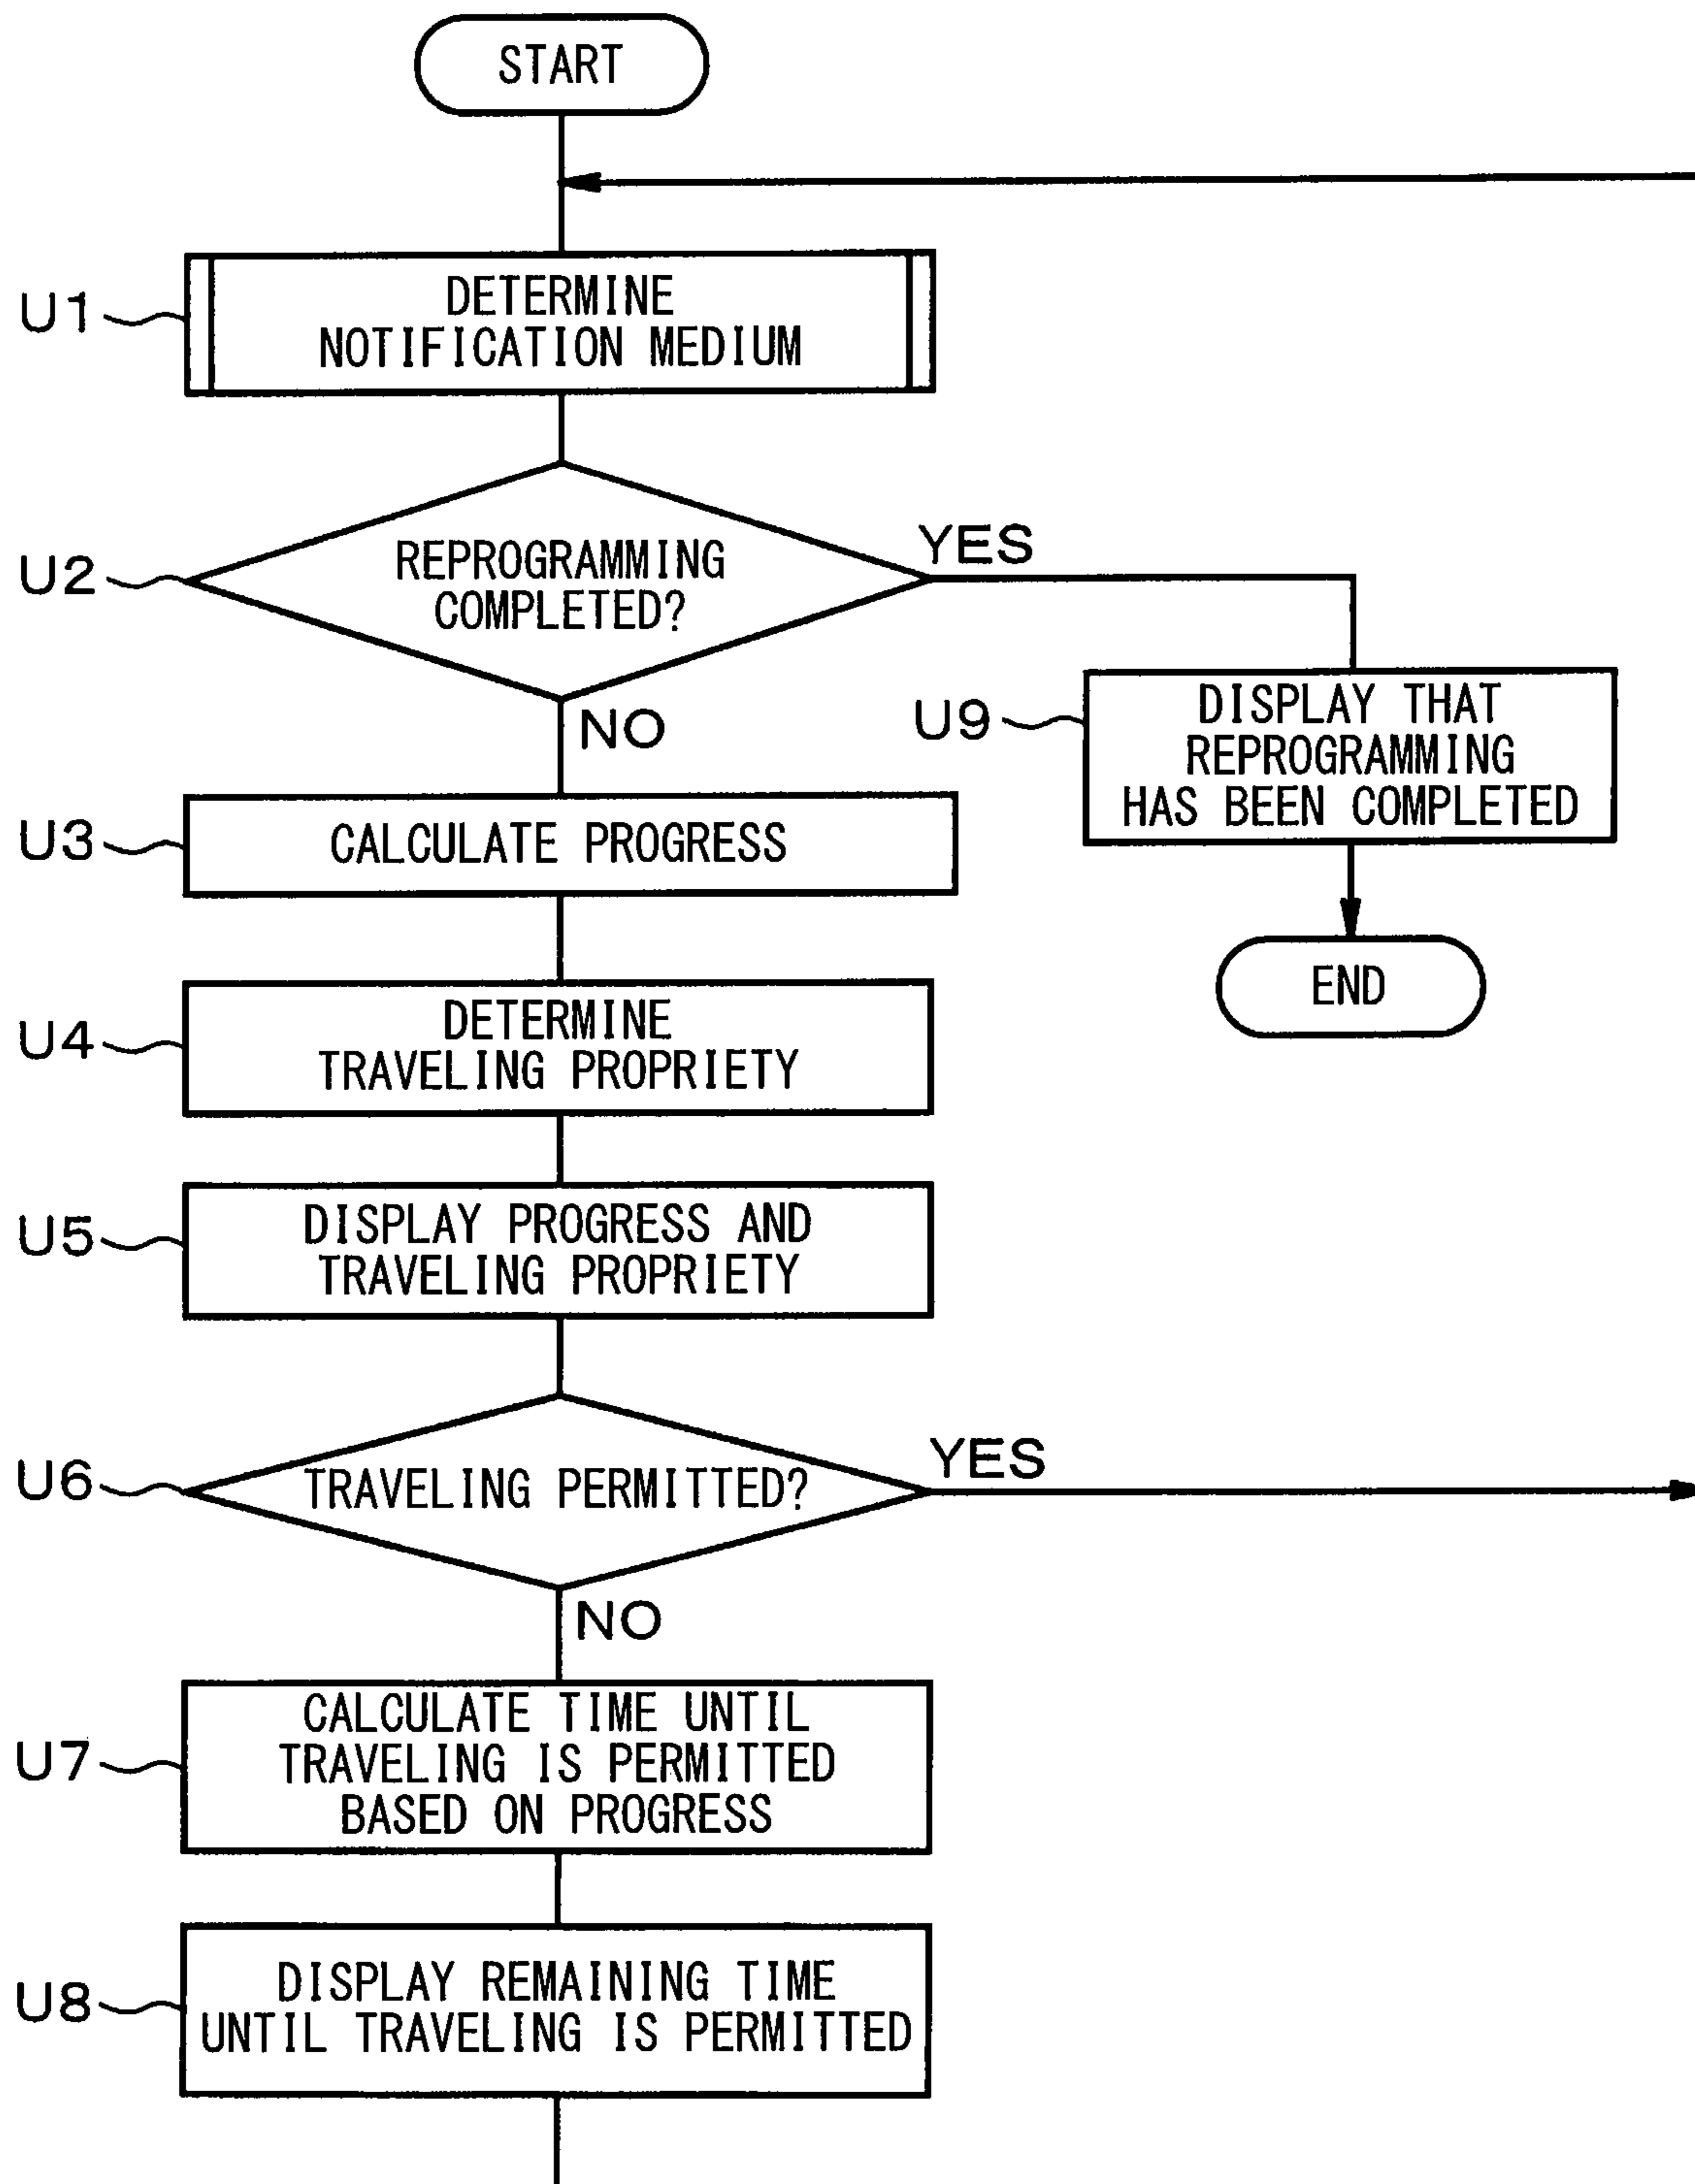 START
U1
DETERMINE
NOTIFICATION MEDIUM
U2
REPROGRAMMING
COMPLETED?
YES
NO
U9
DISPLAY THAT
REPROGRAMMING
HAS BEEN COMPLETED
U3
CALCULATE PROGRESS
END
U4
DETERMINE
TRAVELING PROPRIETY
U5
DISPLAY PROGRESS AND
TRAVELING PROPRIETY
U6
TRAVELING PERMITTED?
YES
NO
U7
CALCULATE TIME UNTIL
TRAVELING IS PERMITTED
BASED ON PROGRESS
U8
DISPLAY REMAINING TIME
UNTIL TRAVELING IS PERMITTED